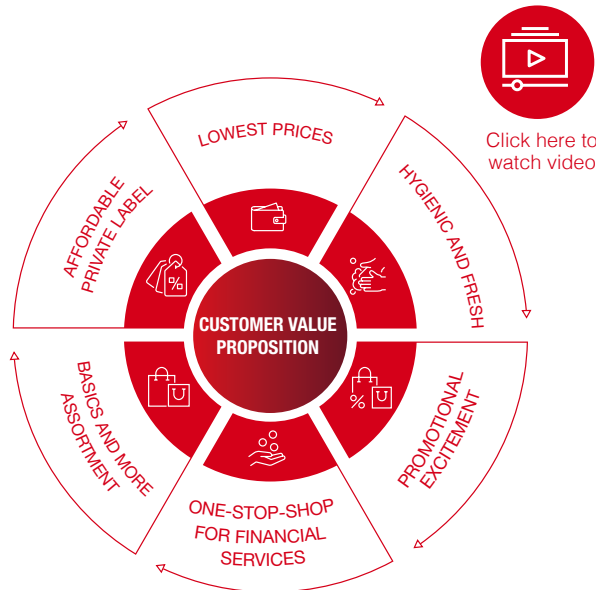 LOWEST PRICES
HYGIENIC AND FRESH
PROMOTIONAL
EXCITEMENT
ONE-STOP-SHOP
FOR FINANCIAL
SERVICES
BASICS AND MORE
ASSORTMENT
AFFORDABLE
PRIVATE LABEL
CUSTOMER VALUE
PROPOSITION
%
%
Click here to
watch video